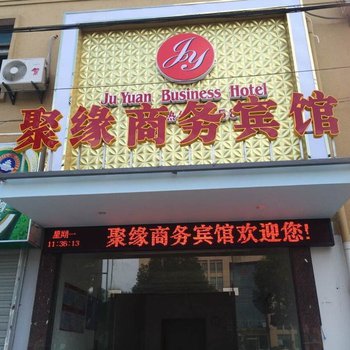 JY
Ju Yuan Business Hotel
聚缘商务宾馆
星期一
11:36:13
聚缘商务宾馆欢迎您!